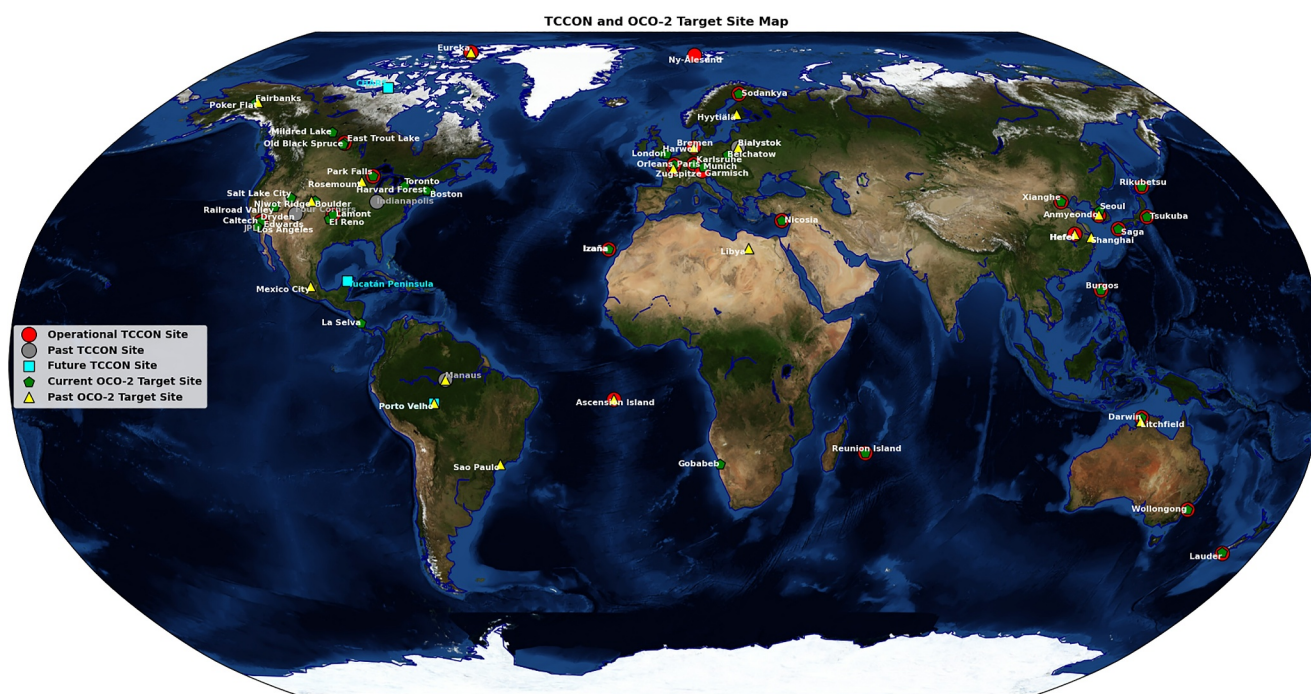 TCCON and OCO-2 Target Site Map
Eureka
Ny-Alesund
Sodankya
Fairbanks
Poker Flat
Hyytiala
Mildred Lake
East Trout Lake
Old Black Spruce
Bremen
Bialystok
London
Harwell
Belchatow
Orleans
Paris
Karlsruhe
Munich
Zugspitze
Garmisch
Park Falls
Rosemount
Toronto
Harvard Forest
Boston
Salt Lake City
Niwot Ridge
Boulder
Indianapolis
Railroad Valley
Four Corners
Lamont
Caltech
Dryden
Edwards
El Reno
JPL
Los Angeles
Rikubetsu
Xianghe
Seoul
Anmyeondo
Tsukuba
Saga
Hefei
Shanghai
Nicosia
Izaña
Libya
Mexico City
Yucatán Peninsula
Burgos
La Selva
Operational TCCON Site
Past TCCON Site
Future TCCON Site
Current OCO-2 Target Site
Past OCO-2 Target Site
Manaus
Porto Velho
Ascension Island
Sao Paulo
Gobabeb
Reunion Island
Darwin
Litchfield
Wollongong
Lauder